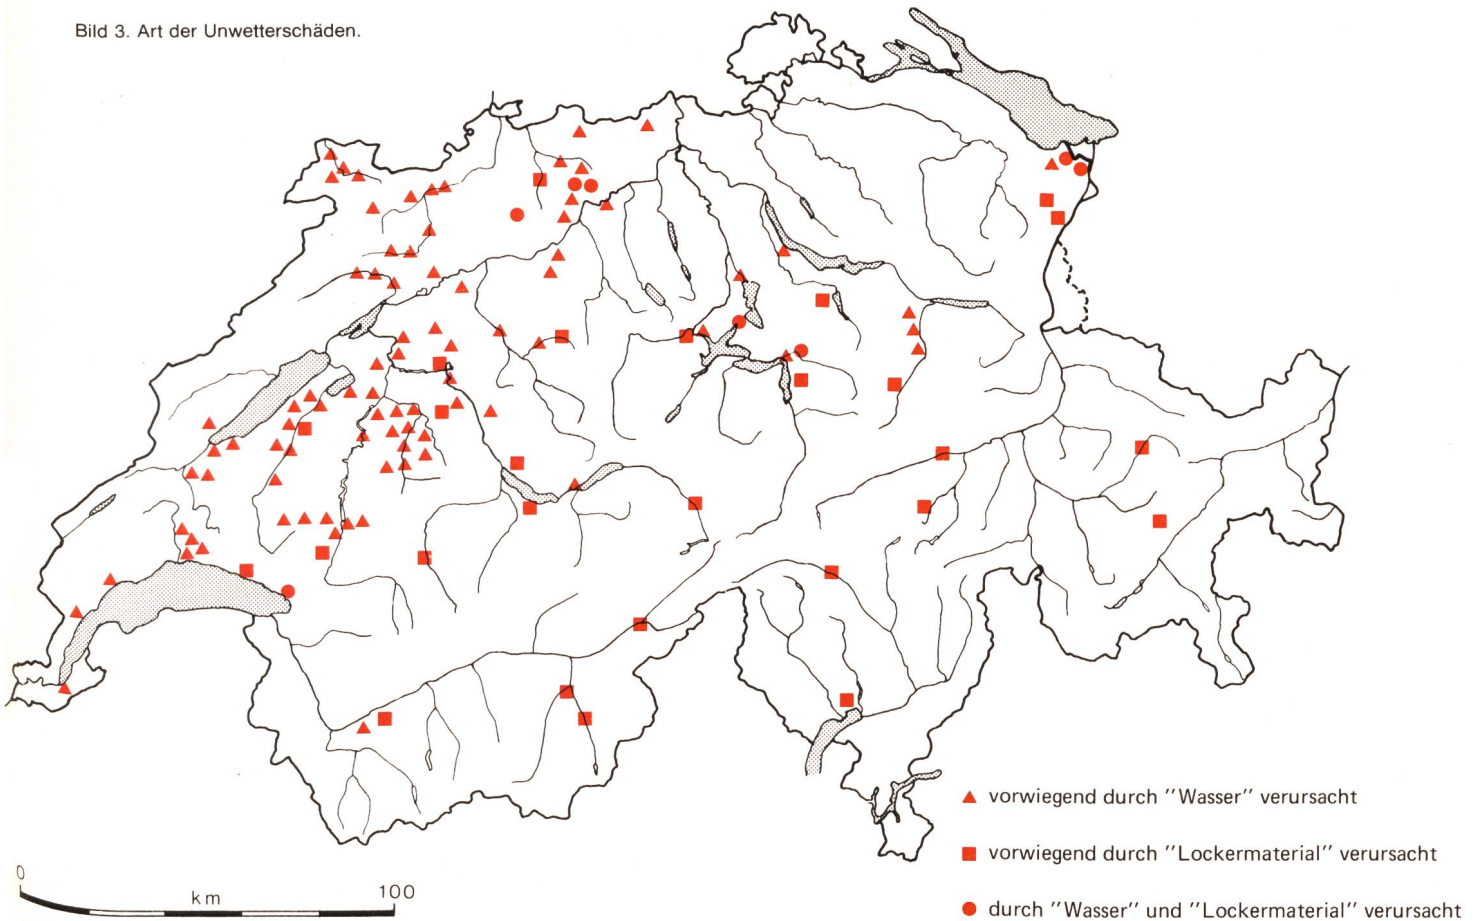 Bild 3. Art der Unwetterschäden.
vorwiegend durch "Wasser" verursacht
vorwiegend durch "Lockermaterial" verursacht
durch "Wasser" und "Lockermaterial" verursacht
0
km
100